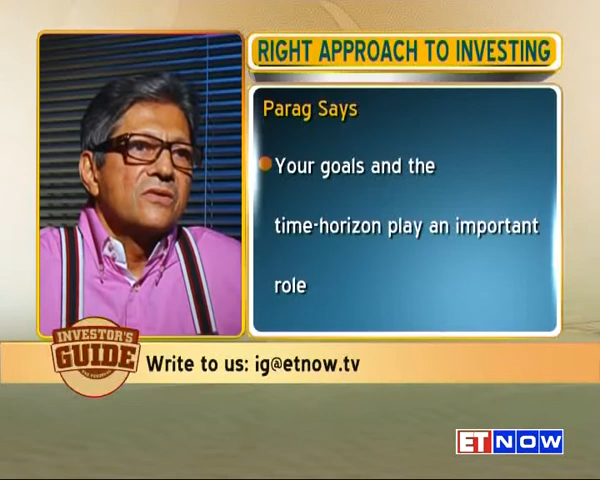 RIGHT APPROACH TO INVESTING
Parag Says
Your goals and the
time-horizon play an important
role
INVESTOR'S
GUIDE
Write to us: ig@etnow.tv
ET NOW